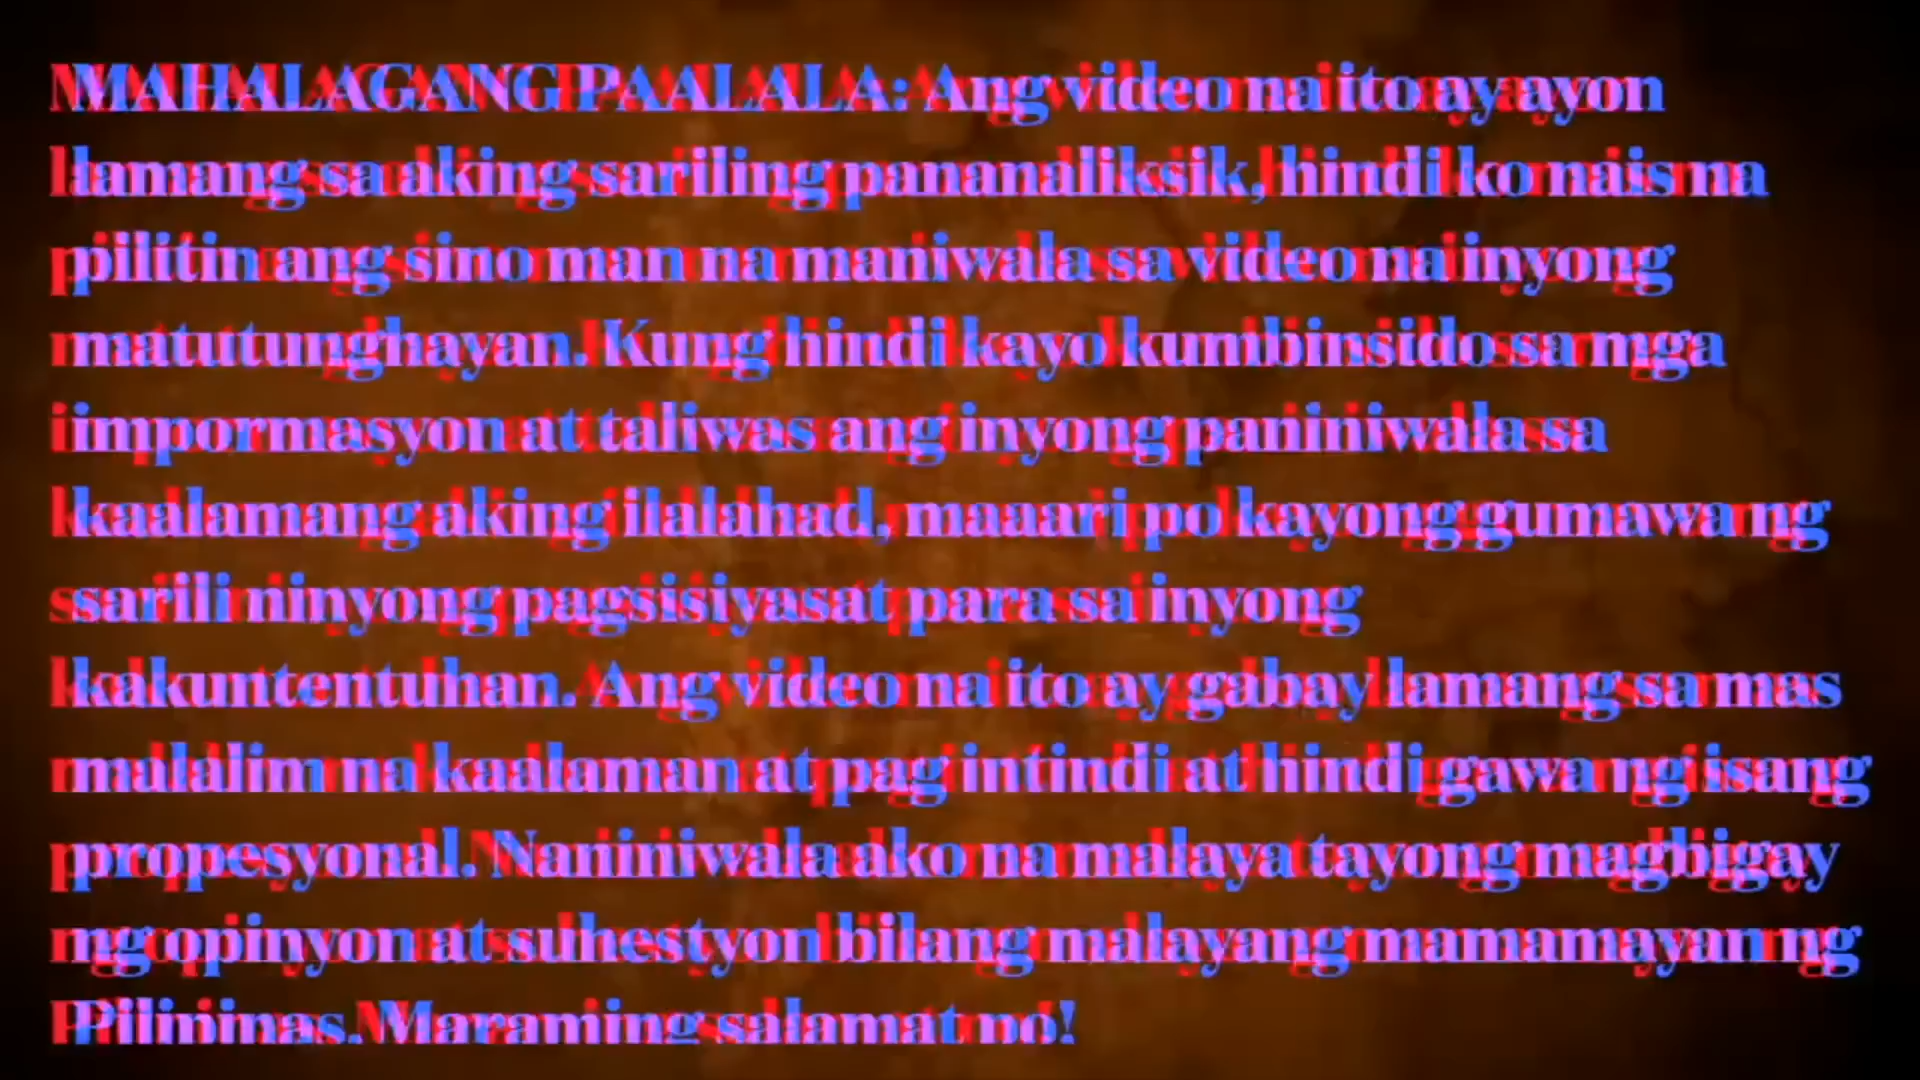 MAHALAGANG PAALALA: Ang video na ito ay ayon
lamang sa aking sariling pananaliksik, hindi ko nais na
pilitin ang sino man na maniwala sa video na inyong
matutunghayan. Kung hindi kayo kumbinsido sa mga
impormasyon at taliwas ang inyong paniniwala sa
kaalamang aking ilalahad, maaari po kayong gumawa ng
sarili ninyong pagsisiyasat para sa inyong
kakuntentuhan. Ang video na ito ay gabay lamang sa mas
malalim na kaalaman at pag intindi at hindi gawa ng isang
propesyonal. Naniniwala ako na malaya tayong magbigay
ng opinyon at suhestyon bilang malayang mamamayan ng
Pilipinas. Maraming salamat po!